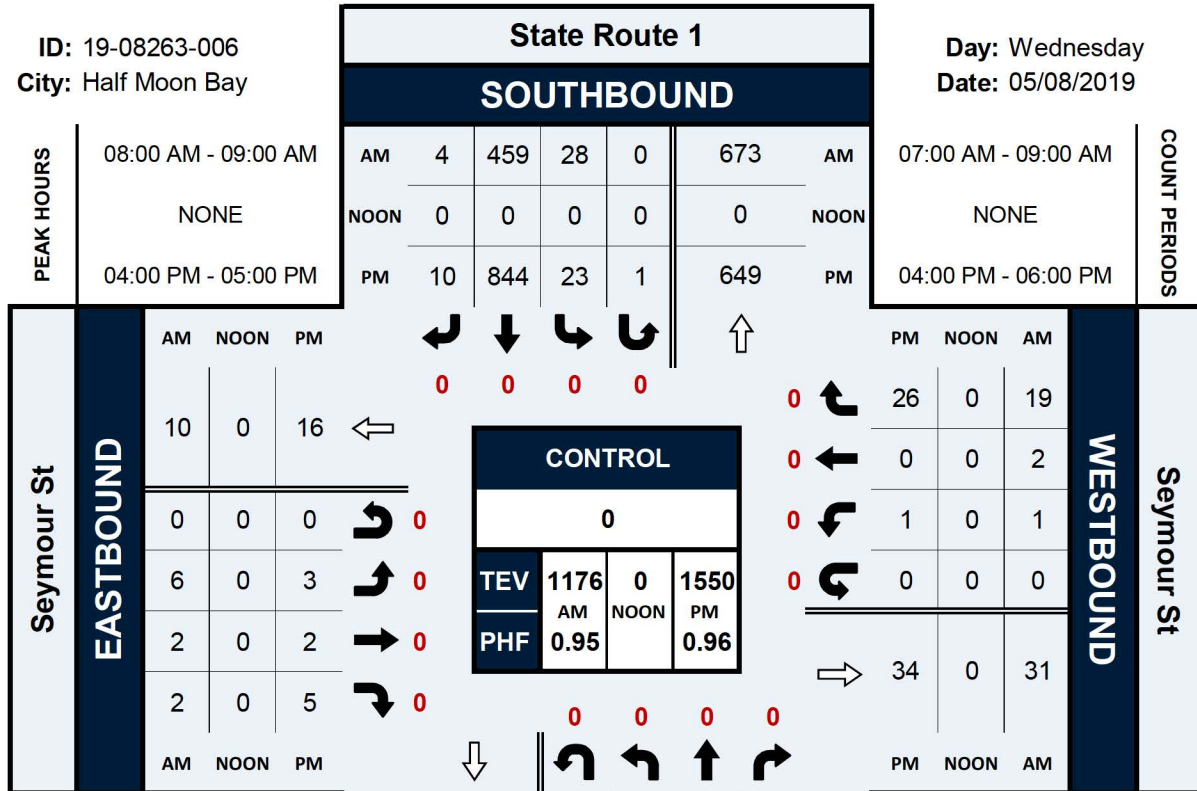 State Route 1
SOUTHBOUND
ID: 19-08263-006
City: Half Moon Bay
Day: Wednesday
Date: 05/08/2019
PEAK HOURS
08:00 AM - 09:00 AM
NONE
04:00 PM - 05:00 PM
AM 4 459 28 0 673 AM
NOON 0 0 0 0 0 NOON
PM 10 844 23 1 649 PM
07:00 AM - 09:00 AM
NONE
04:00 PM - 06:00 PM
COUNT PERIODS
0 0 0 0
Seymour St
EASTBOUND
AM NOON PM
10 0 16
0 0 0 0
6 0 3 0
2 0 2 0
2 0 5 0
AM NOON PM
CONTROL
0
TEV 1176 0 1550
AM NOON PM
PHF 0.95 0.96
PM NOON AM
0 26 0 19
0 0 0 2
0 1 0 1
0 0 0 0
34 0 31
PM NOON AM
WESTBOUND
Seymour St
0 0 0 0